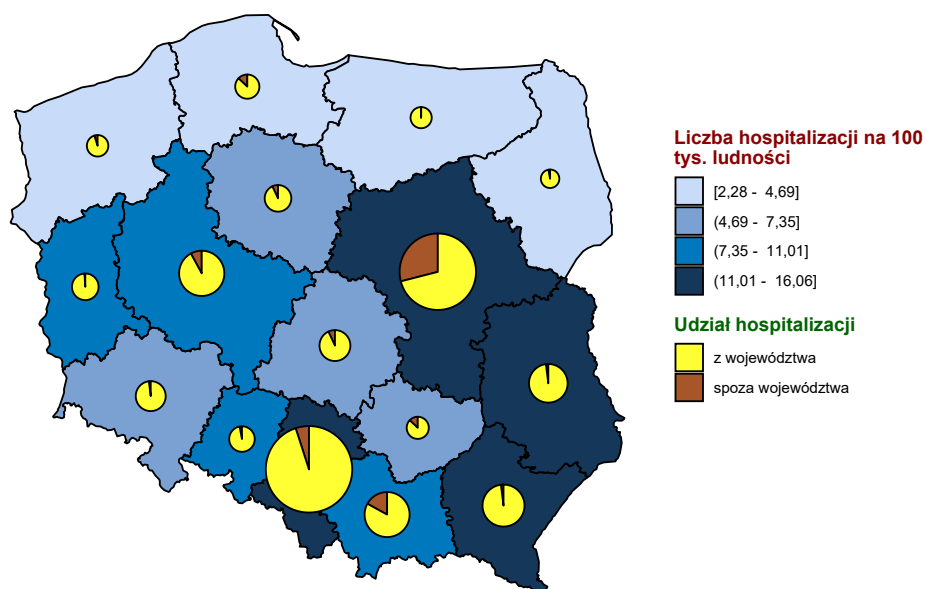 Liczba hospitalizacji na 100
tys. ludności
[2,28 - 4,69]
(4,69 - 7,35]
(7,35 - 11,01]
(11,01 - 16,06]
Udział hospitalizacji
z województwa
spoza województwa